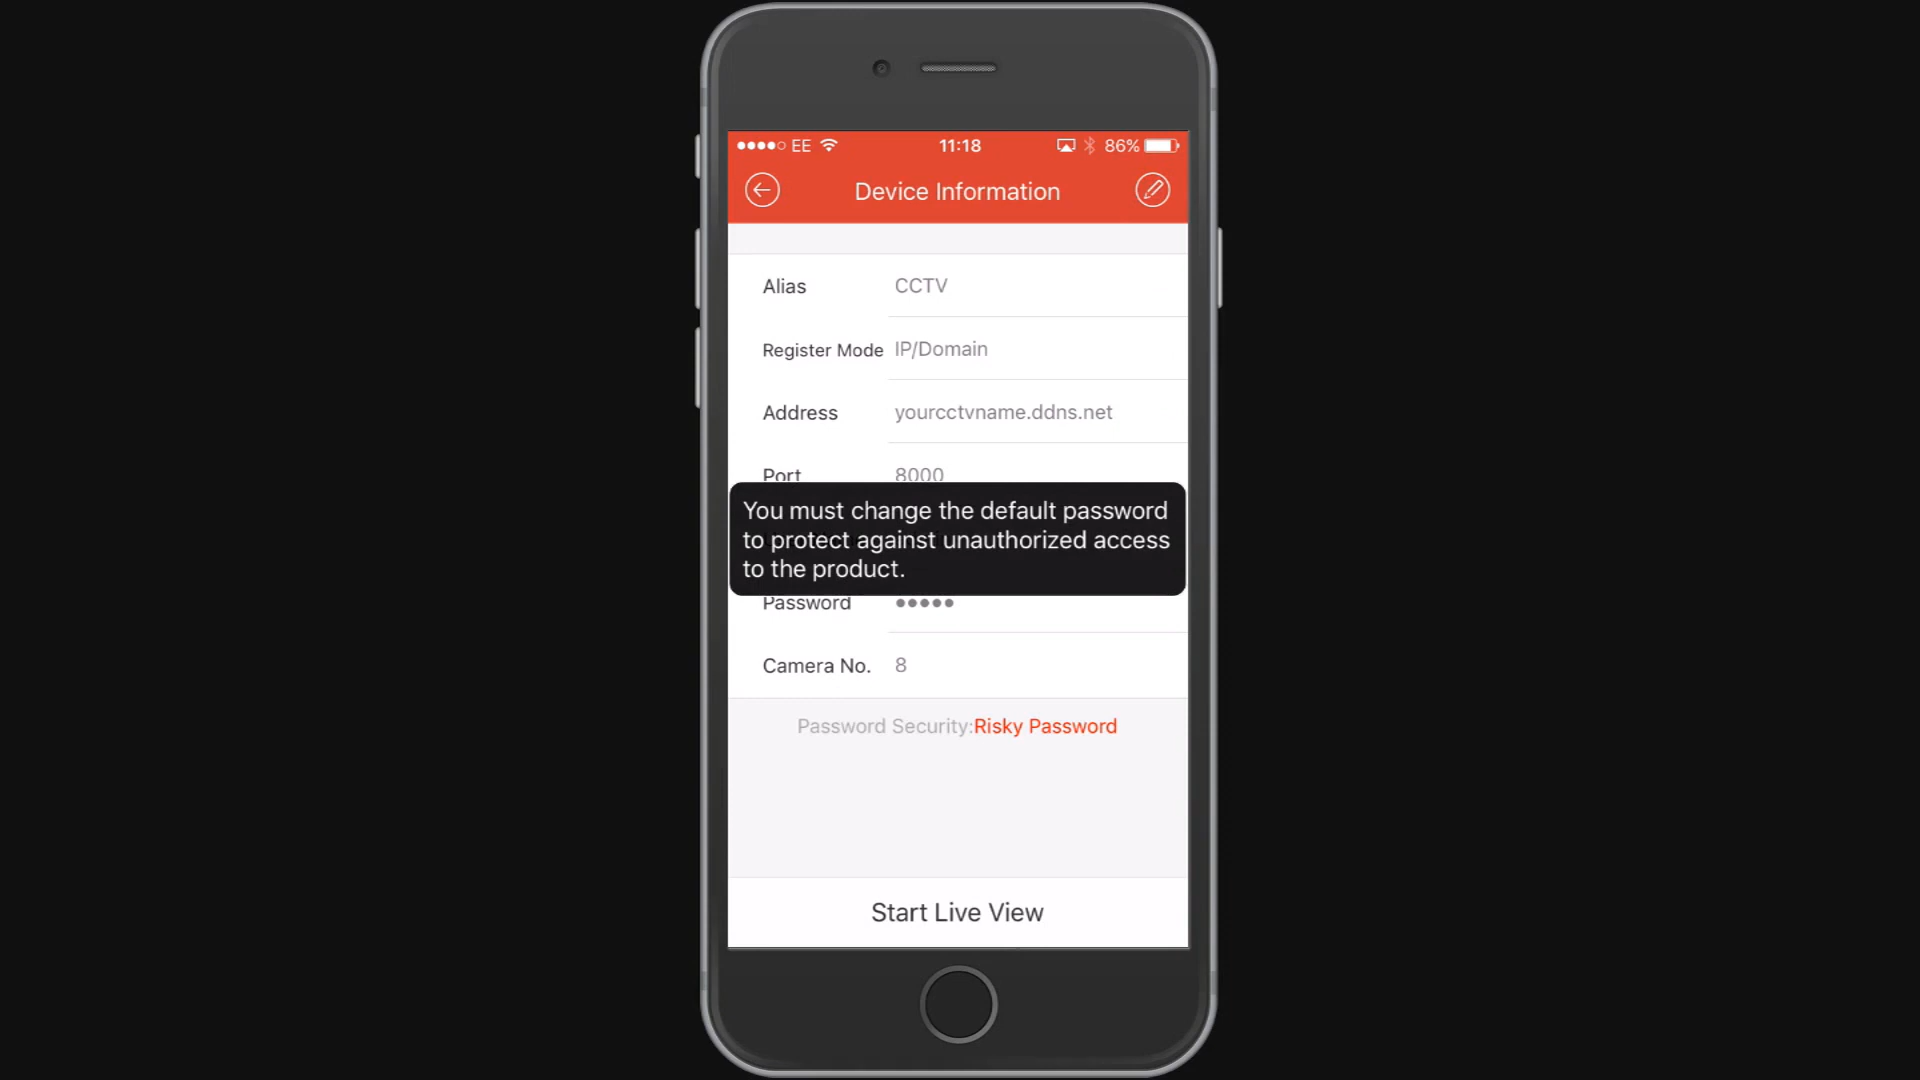 EE 11:18 86%
Device Information
Alias CCTV
Register Mode IP/Domain
Address yourcctvname.ddns.net
Port 8000
You must change the default password
to protect against unauthorized access
to the product.
Password •••••
Camera No. 8
Password Security:Risky Password
Start Live View